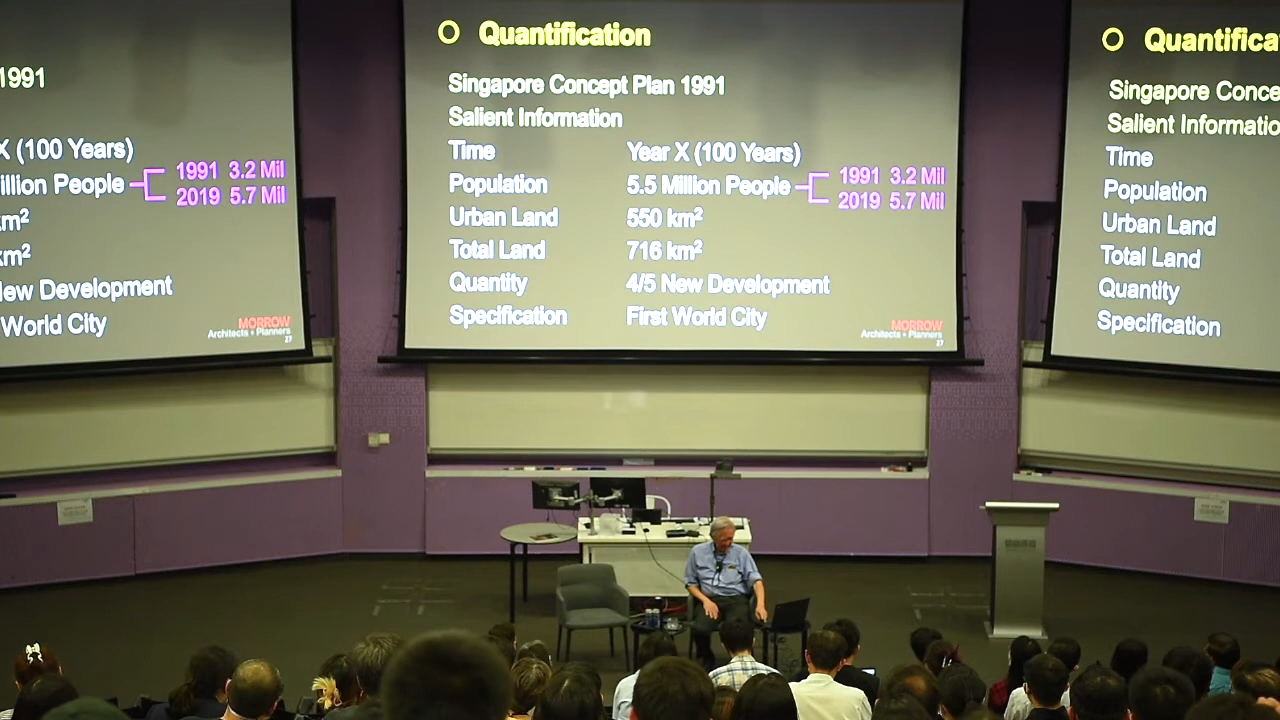 1991
X (100 Years)
illion People
1991 3.2 Mil
2019 5.7 Mil
km²
km²
New Development
World City
MORROW
Architects + Planners
27
Quantification
Singapore Concept Plan 1991
Salient Information
Time Year X (100 Years)
Population 5.5 Million People
1991 3.2 Mil
2019 5.7 Mil
Urban Land 550 km²
Total Land 716 km²
Quantity 4/5 New Development
Specification First World City
MORROW
Architects + Planners
27
Quantifica
Singapore Conce
Salient Informatio
Time
Population
Urban Land
Total Land
Quantity
Specification